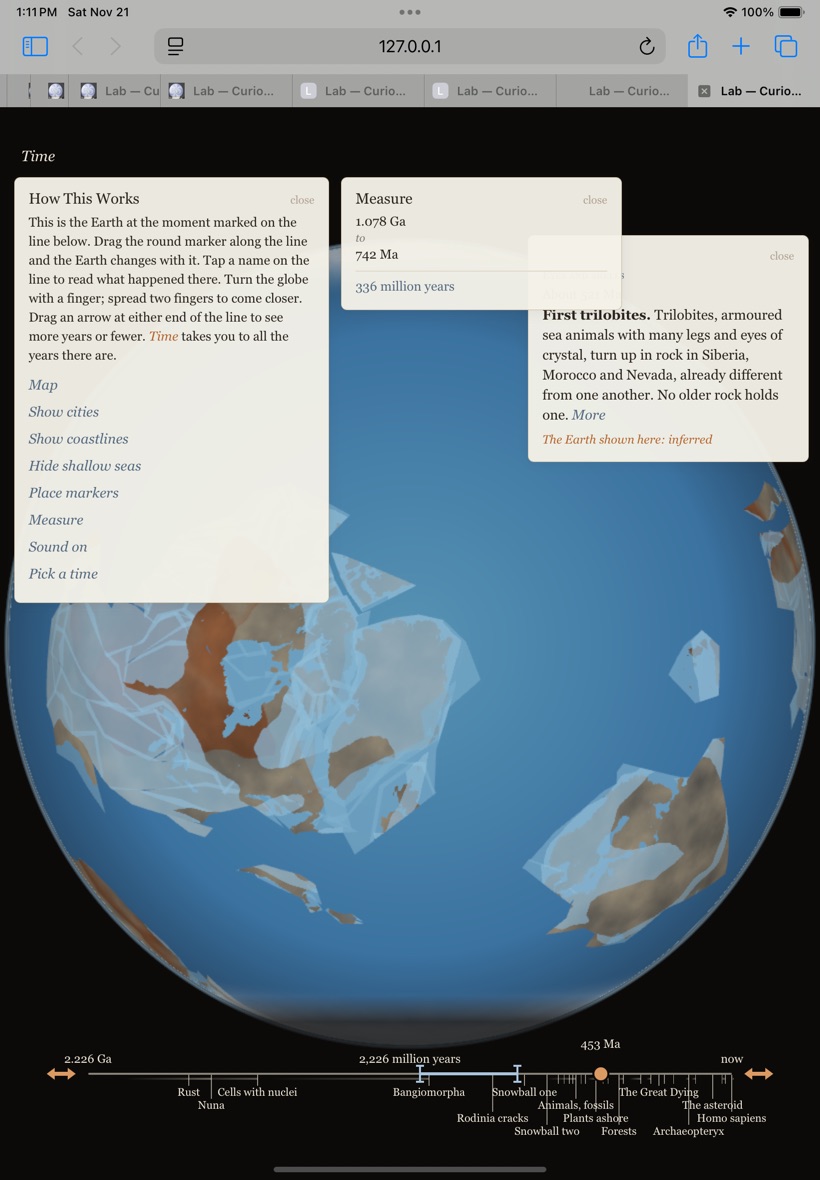 1:11 PM Sat Nov 21
100%
127.0.0.1
Lab — Cu
Lab — Curio...
L
Lab — Curio...
L
Lab — Curio...
Lab — Curio...
Lab — Curio...
Time
How This Works
close
This is the Earth at the moment marked on the
line below. Drag the round marker along the line
and the Earth changes with it. Tap a name on the
line to read what happened there. Turn the globe
with a finger; spread two fingers to come closer.
Drag an arrow at either end of the line to see
more years or fewer. Time takes you to all the
years there are.
Map
Show cities
Show coastlines
Hide shallow seas
Place markers
Measure
Sound on
Pick a time
Measure
close
1.078 Ga
to
742 Ma
336 million years
close
First trilobites. Trilobites, armoured
sea animals with many legs and eyes of
crystal, turn up in rock in Siberia,
Morocco and Nevada, already different
from one another. No older rock holds
one. More
The Earth shown here: inferred
453 Ma
2.226 Ga
2,226 million years
now
Rust
Cells with nuclei
Bangiomorpha
Snowball one
The Great Dying
Nuna
Animals, fossils
The asteroid
Rodinia cracks
Plants ashore
Homo sapiens
Snowball two
Forests
Archaeopteryx